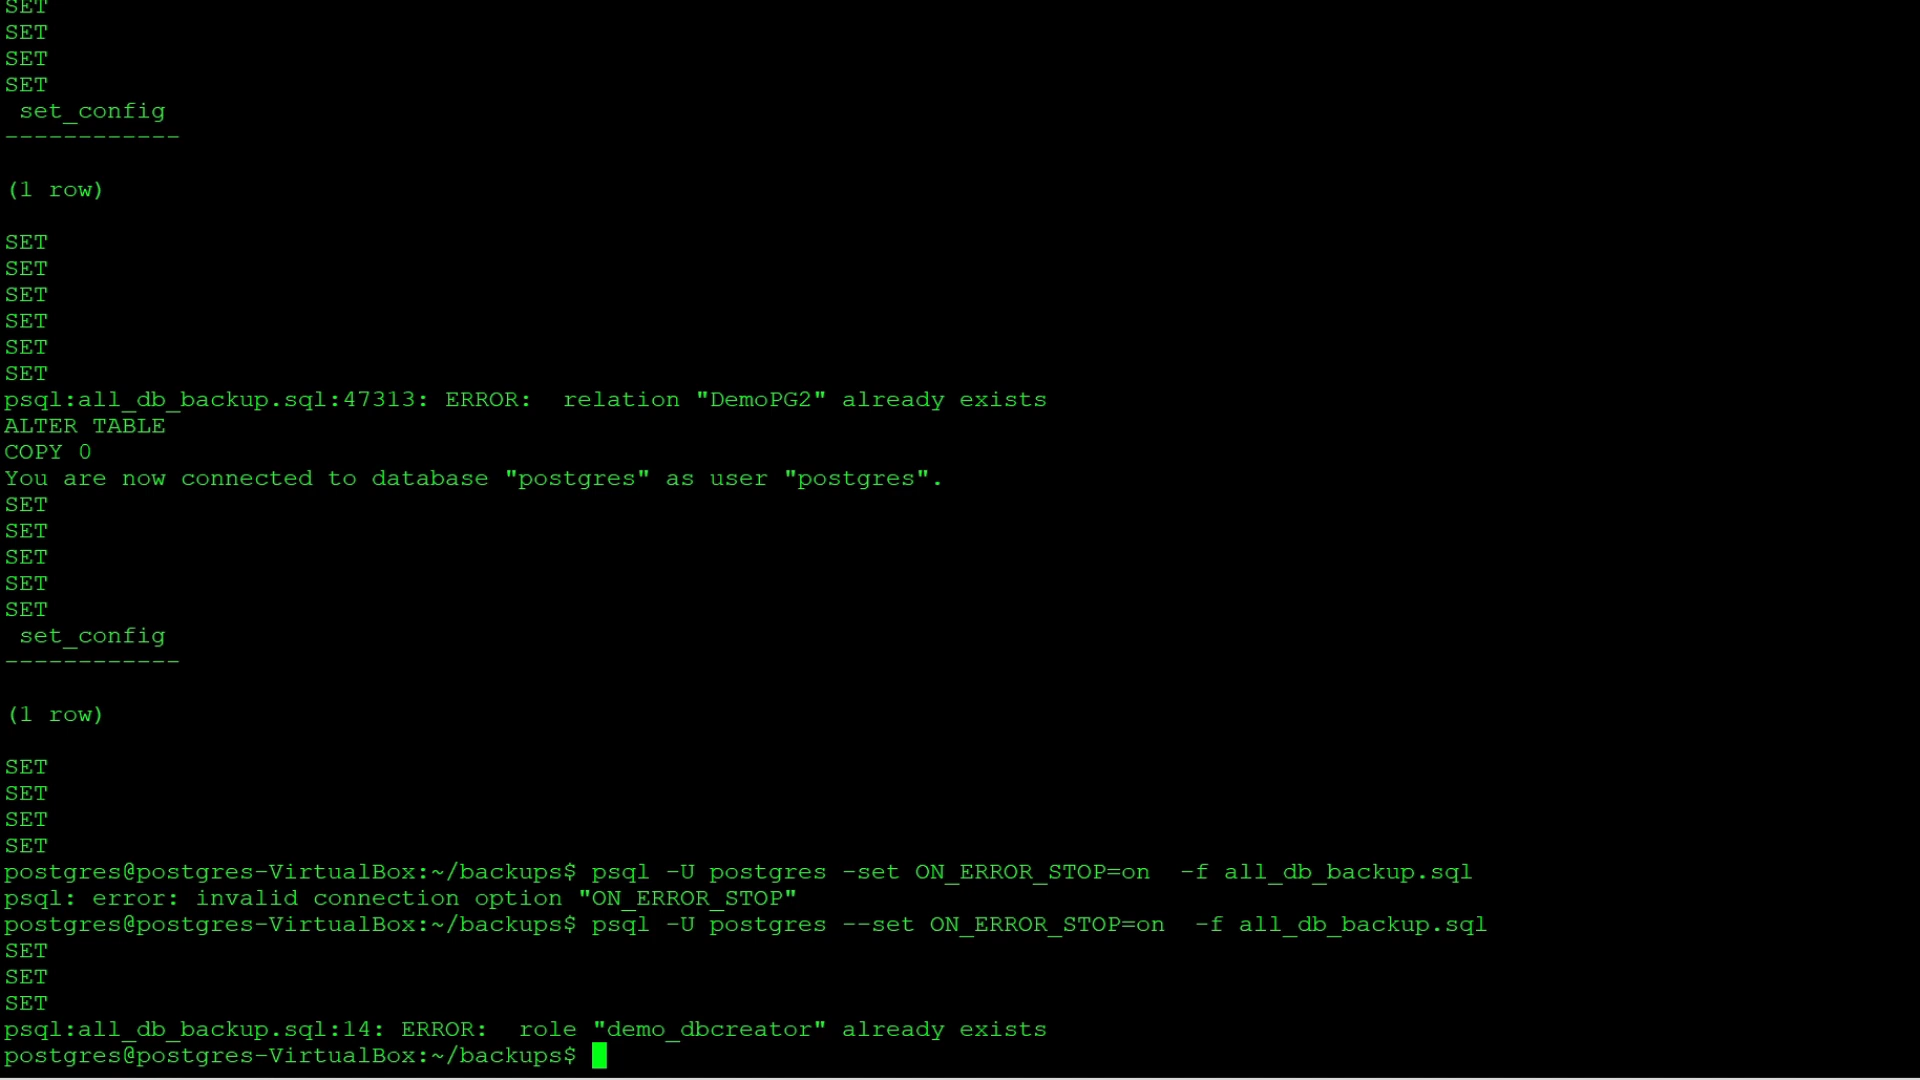 SET
SET
SET
SET
 set_config
------------

(1 row)

SET
SET
SET
SET
SET
SET
psql:all_db_backup.sql:47313: ERROR:  relation "DemoPG2" already exists
ALTER TABLE
COPY 0
You are now connected to database "postgres" as user "postgres".
SET
SET
SET
SET
SET
 set_config
------------

(1 row)

SET
SET
SET
SET
postgres@postgres-VirtualBox:~/backups$ psql -U postgres -set ON_ERROR_STOP=on  -f all_db_backup.sql
psql: error: invalid connection option "ON_ERROR_STOP"
postgres@postgres-VirtualBox:~/backups$ psql -U postgres --set ON_ERROR_STOP=on  -f all_db_backup.sql
SET
SET
SET
psql:all_db_backup.sql:14: ERROR:  role "demo_dbcreator" already exists
postgres@postgres-VirtualBox:~/backups$